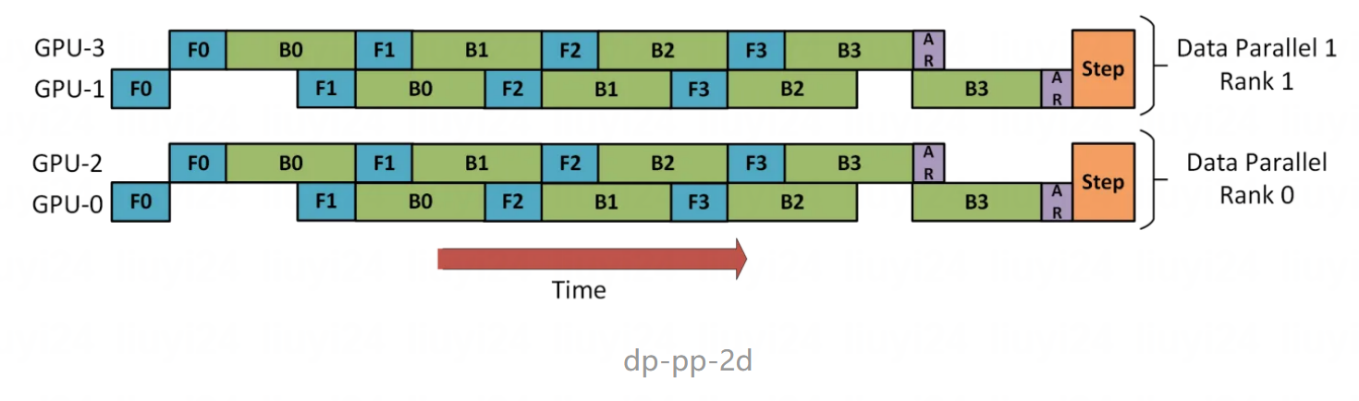 GPU-3 F0 B0 F1 B1 F2 B2 F3 B3 A R
GPU-1 F0 F1 B0 F2 B1 F3 B2 B3 A R Step
Data Parallel 1
Rank 1
GPU-2 F0 B0 F1 B1 F2 B2 F3 B3 A R
GPU-0 F0 F1 B0 F2 B1 F3 B2 B3 A R Step
Data Parallel
Rank 0
Time
dp-pp-2d